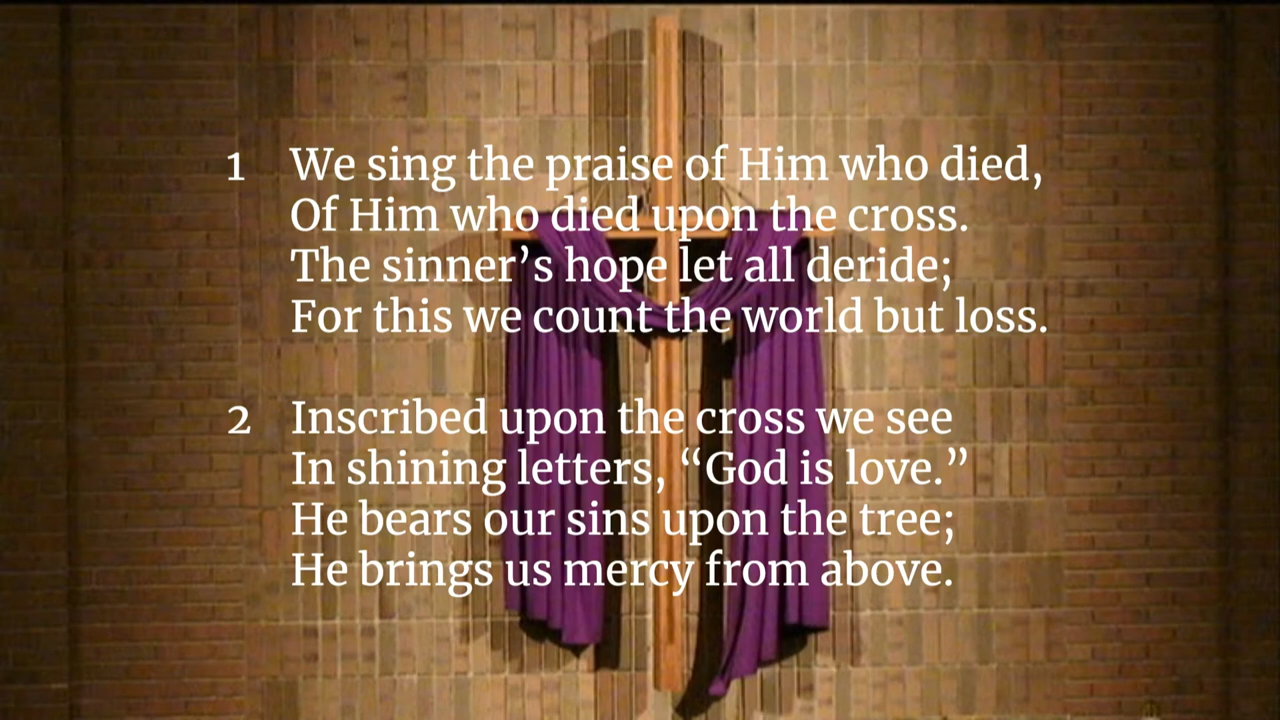 1 We sing the praise of Him who died,
Of Him who died upon the cross.
The sinner’s hope let all deride;
For this we count the world but loss.
2 Inscribed upon the cross we see
In shining letters, “God is love.”
He bears our sins upon the tree;
He brings us mercy from above.